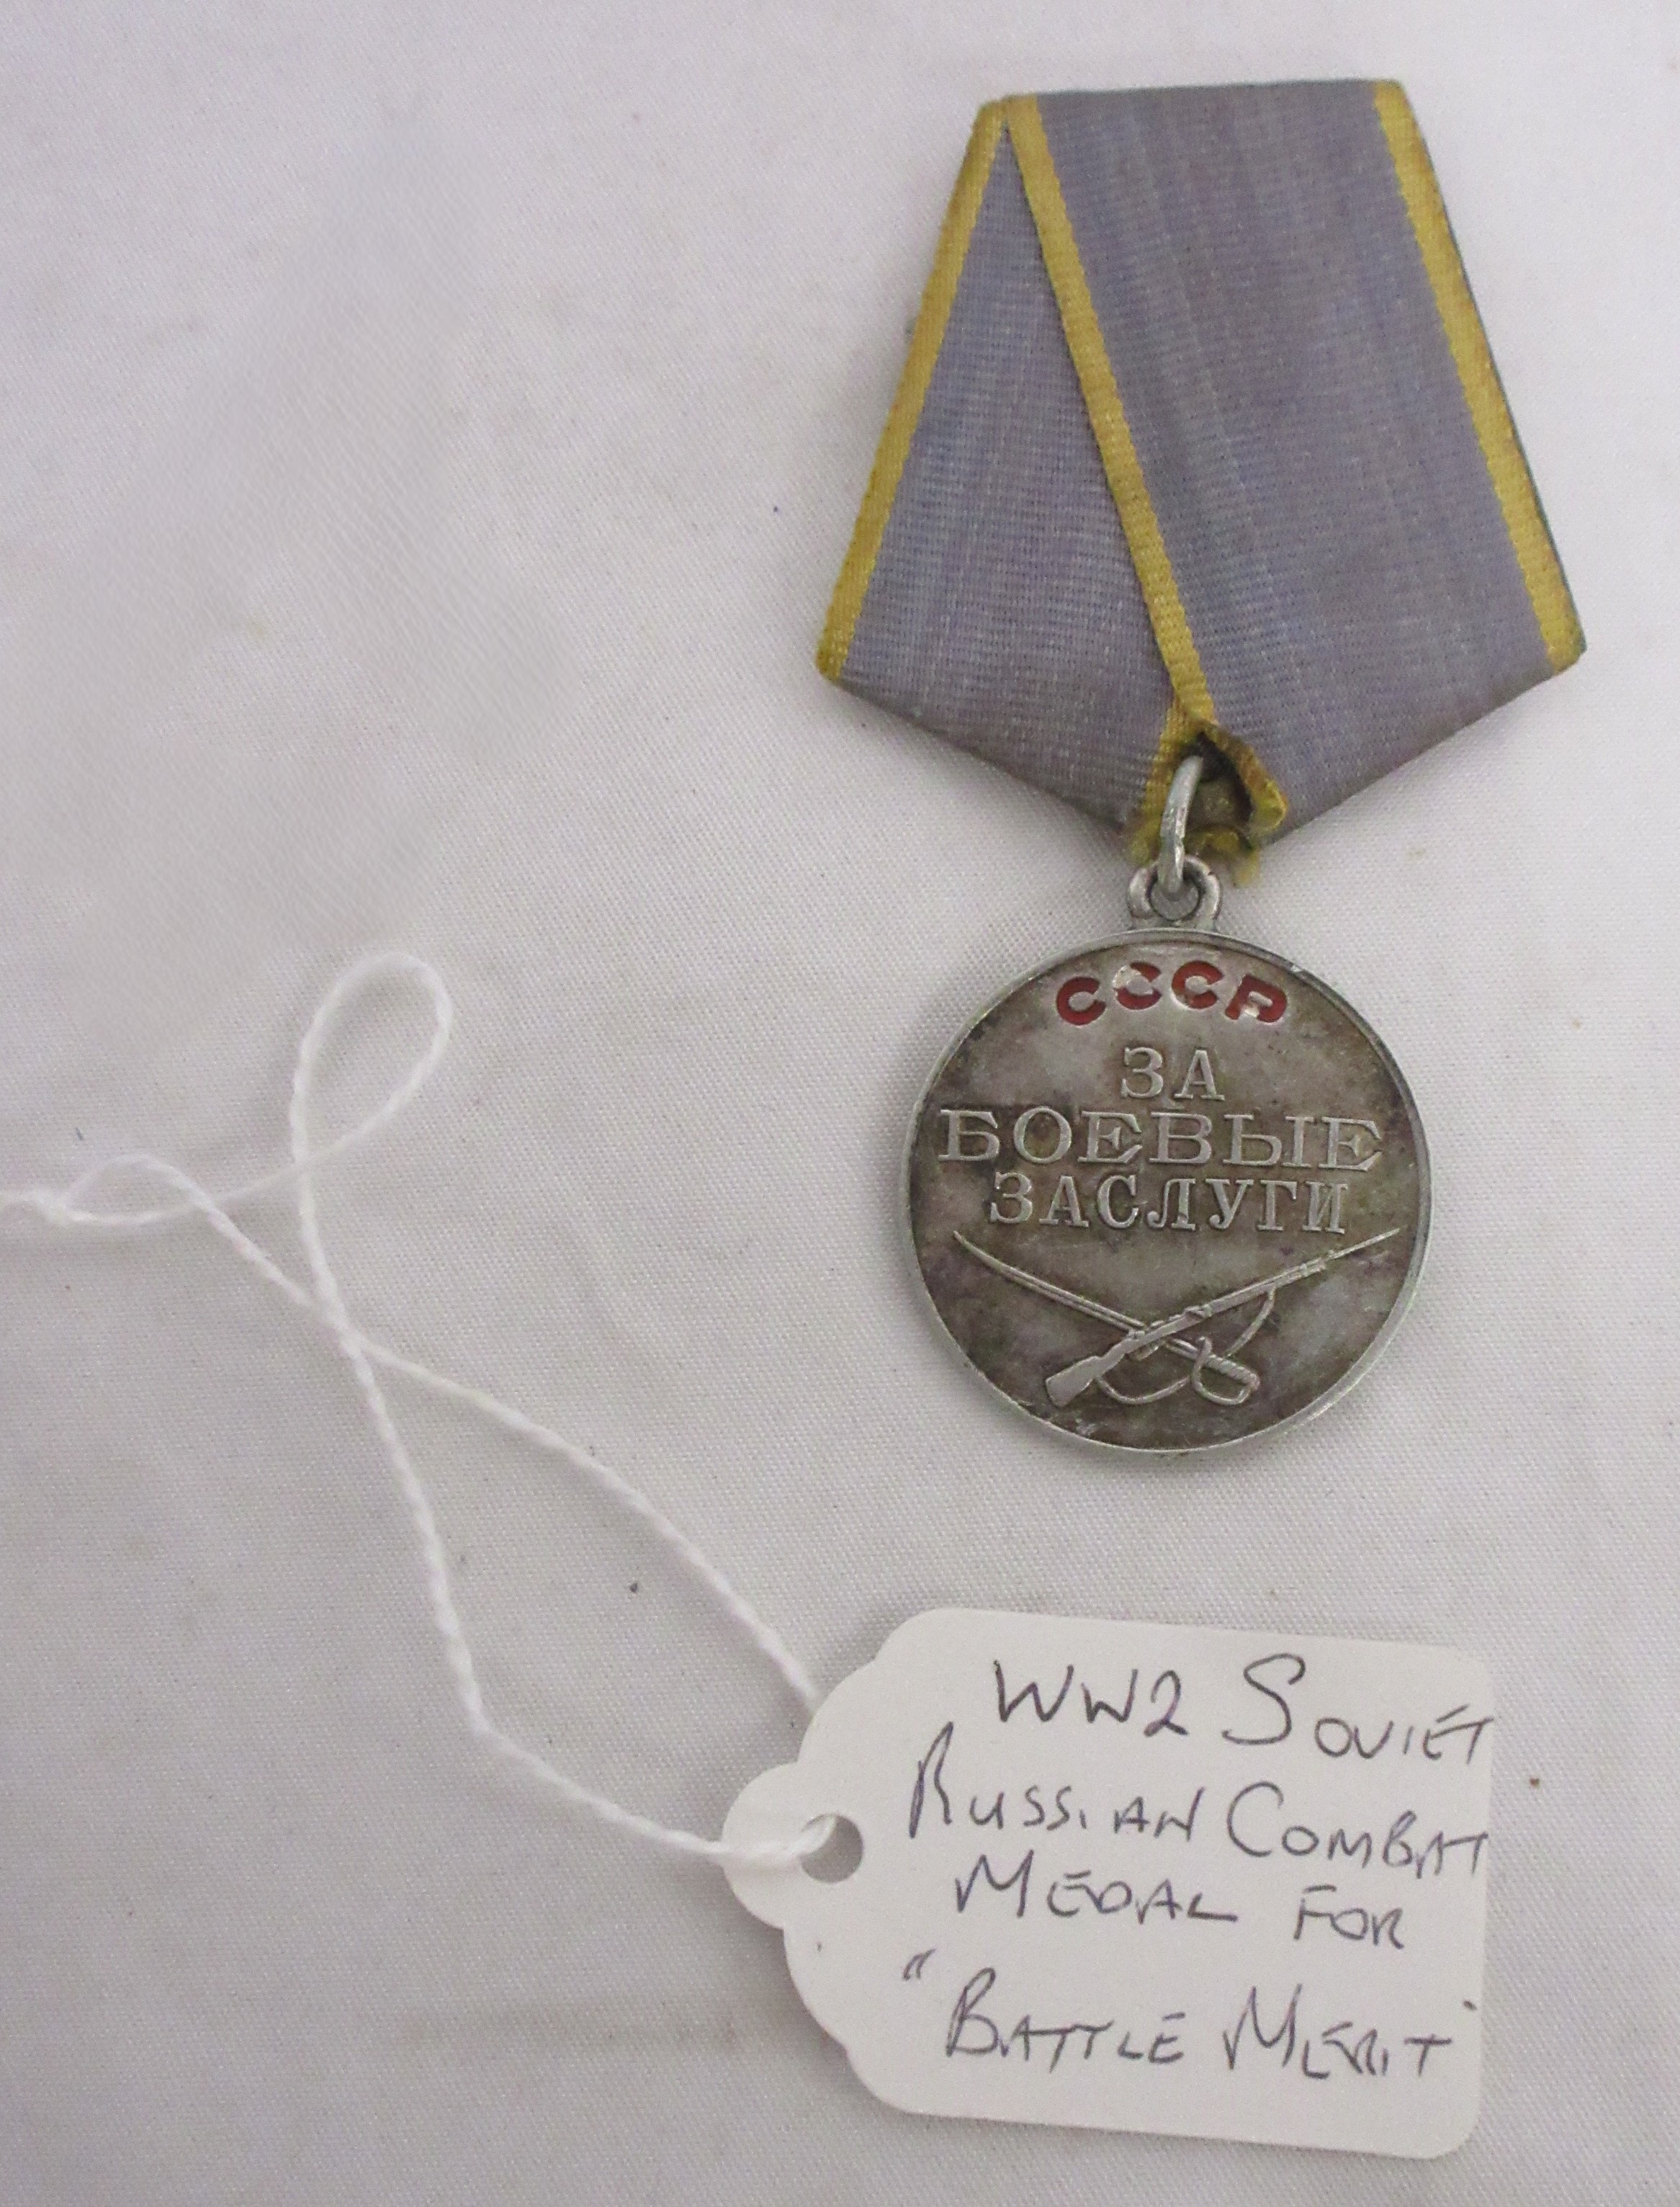 СССР
ЗА
БОЕВЫЕ
ЗАСЛУГИ
WW2 SOVIET
RUSSIAN COMBAT
MEDAL FOR
"BATTLE MERIT"